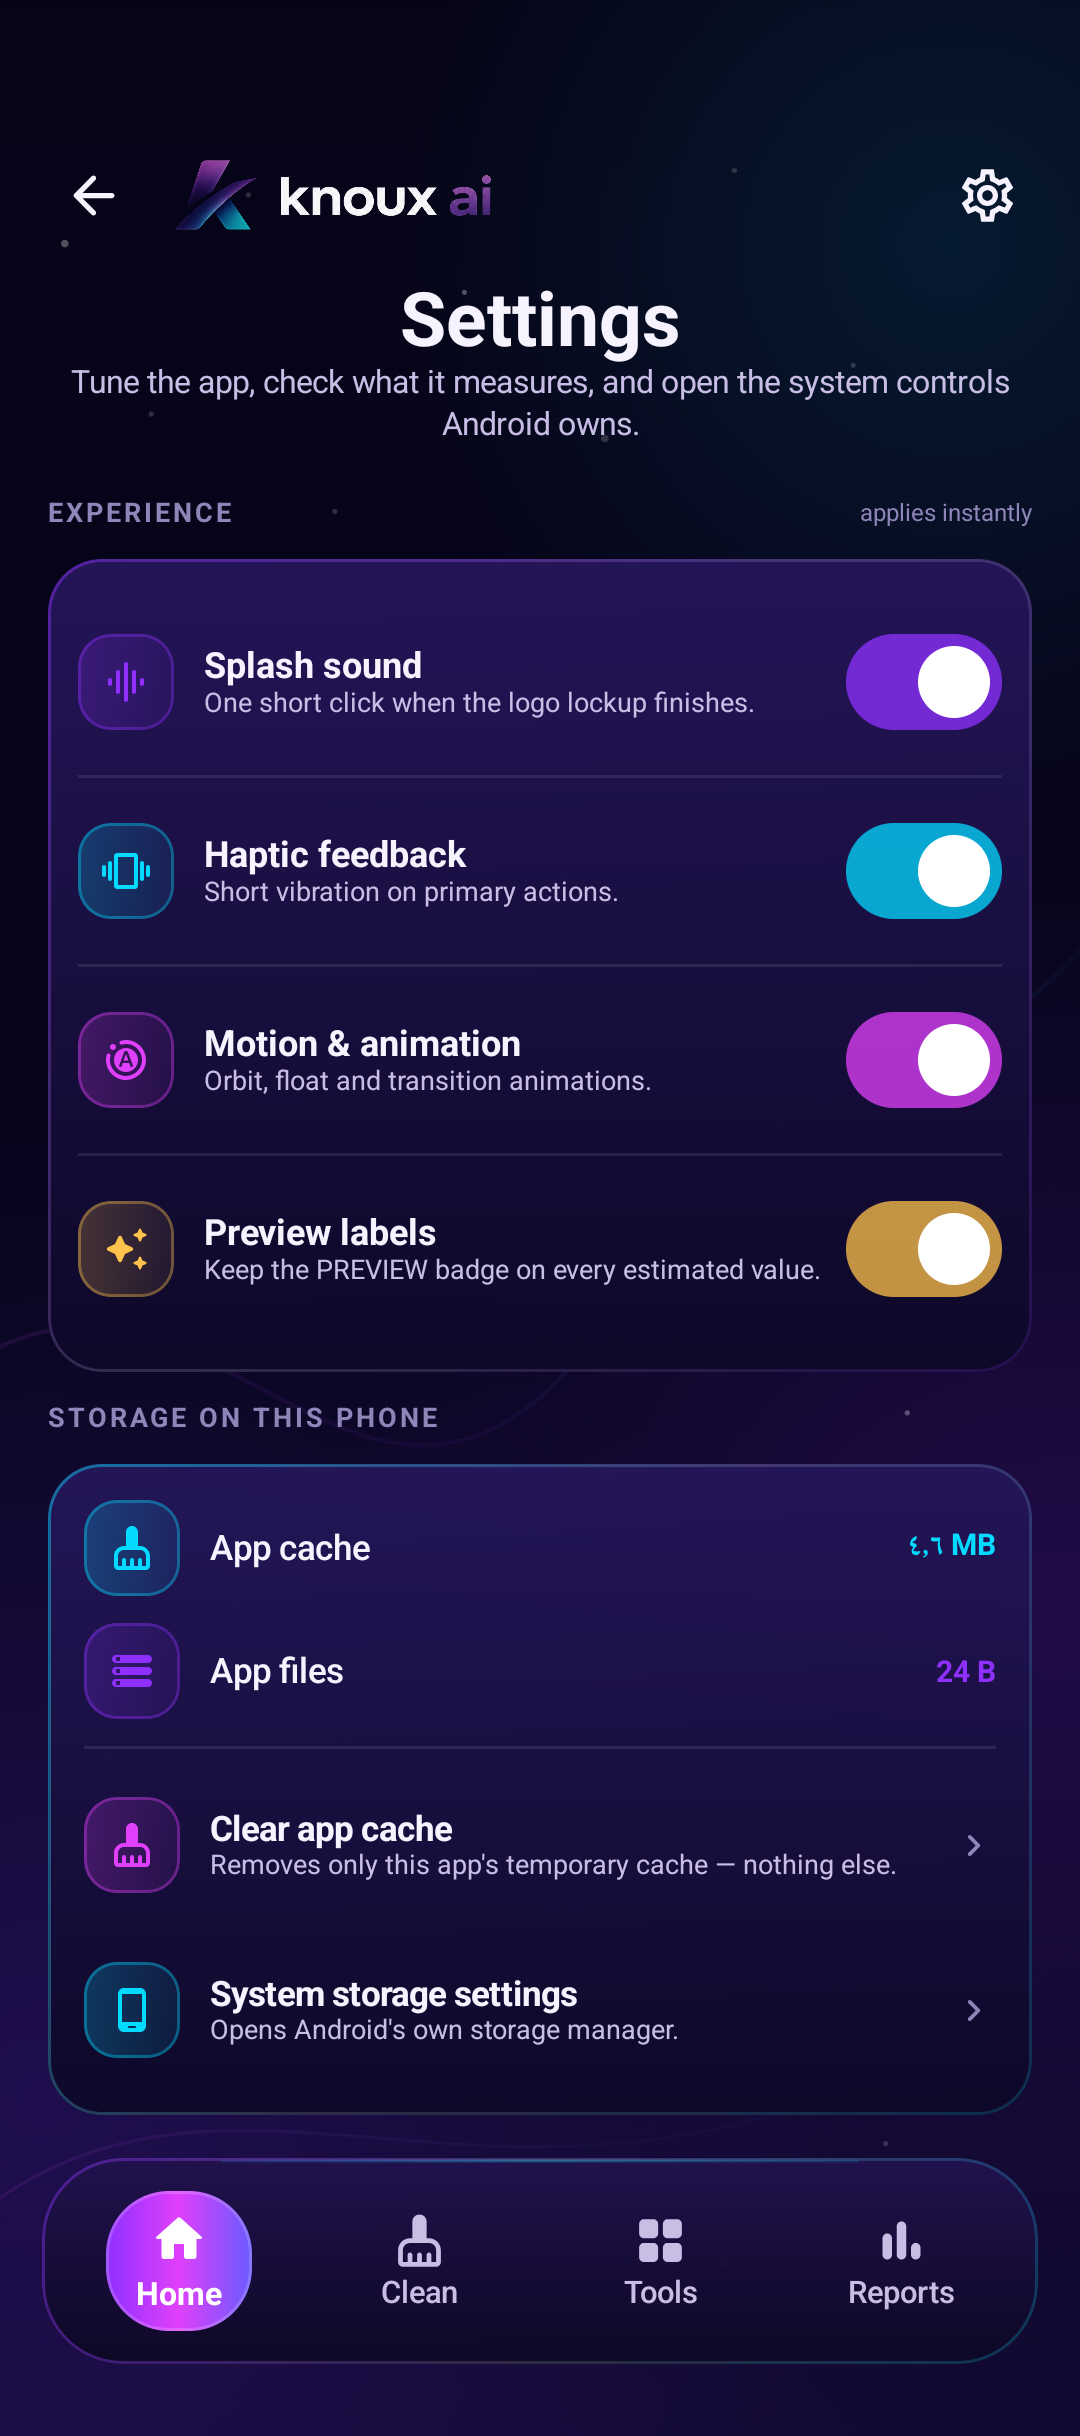 knoux ai
Settings
Tune the app, check what it measures, and open the system controls
Android owns.
EXPERIENCE
applies instantly
Splash sound
One short click when the logo lockup finishes.
Haptic feedback
Short vibration on primary actions.
Motion & animation
Orbit, float and transition animations.
Preview labels
Keep the PREVIEW badge on every estimated value.
STORAGE ON THIS PHONE
App cache
٤,٦ MB
App files
24 B
Clear app cache
Removes only this app's temporary cache — nothing else.
System storage settings
Opens Android's own storage manager.
Home
Clean
Tools
Reports